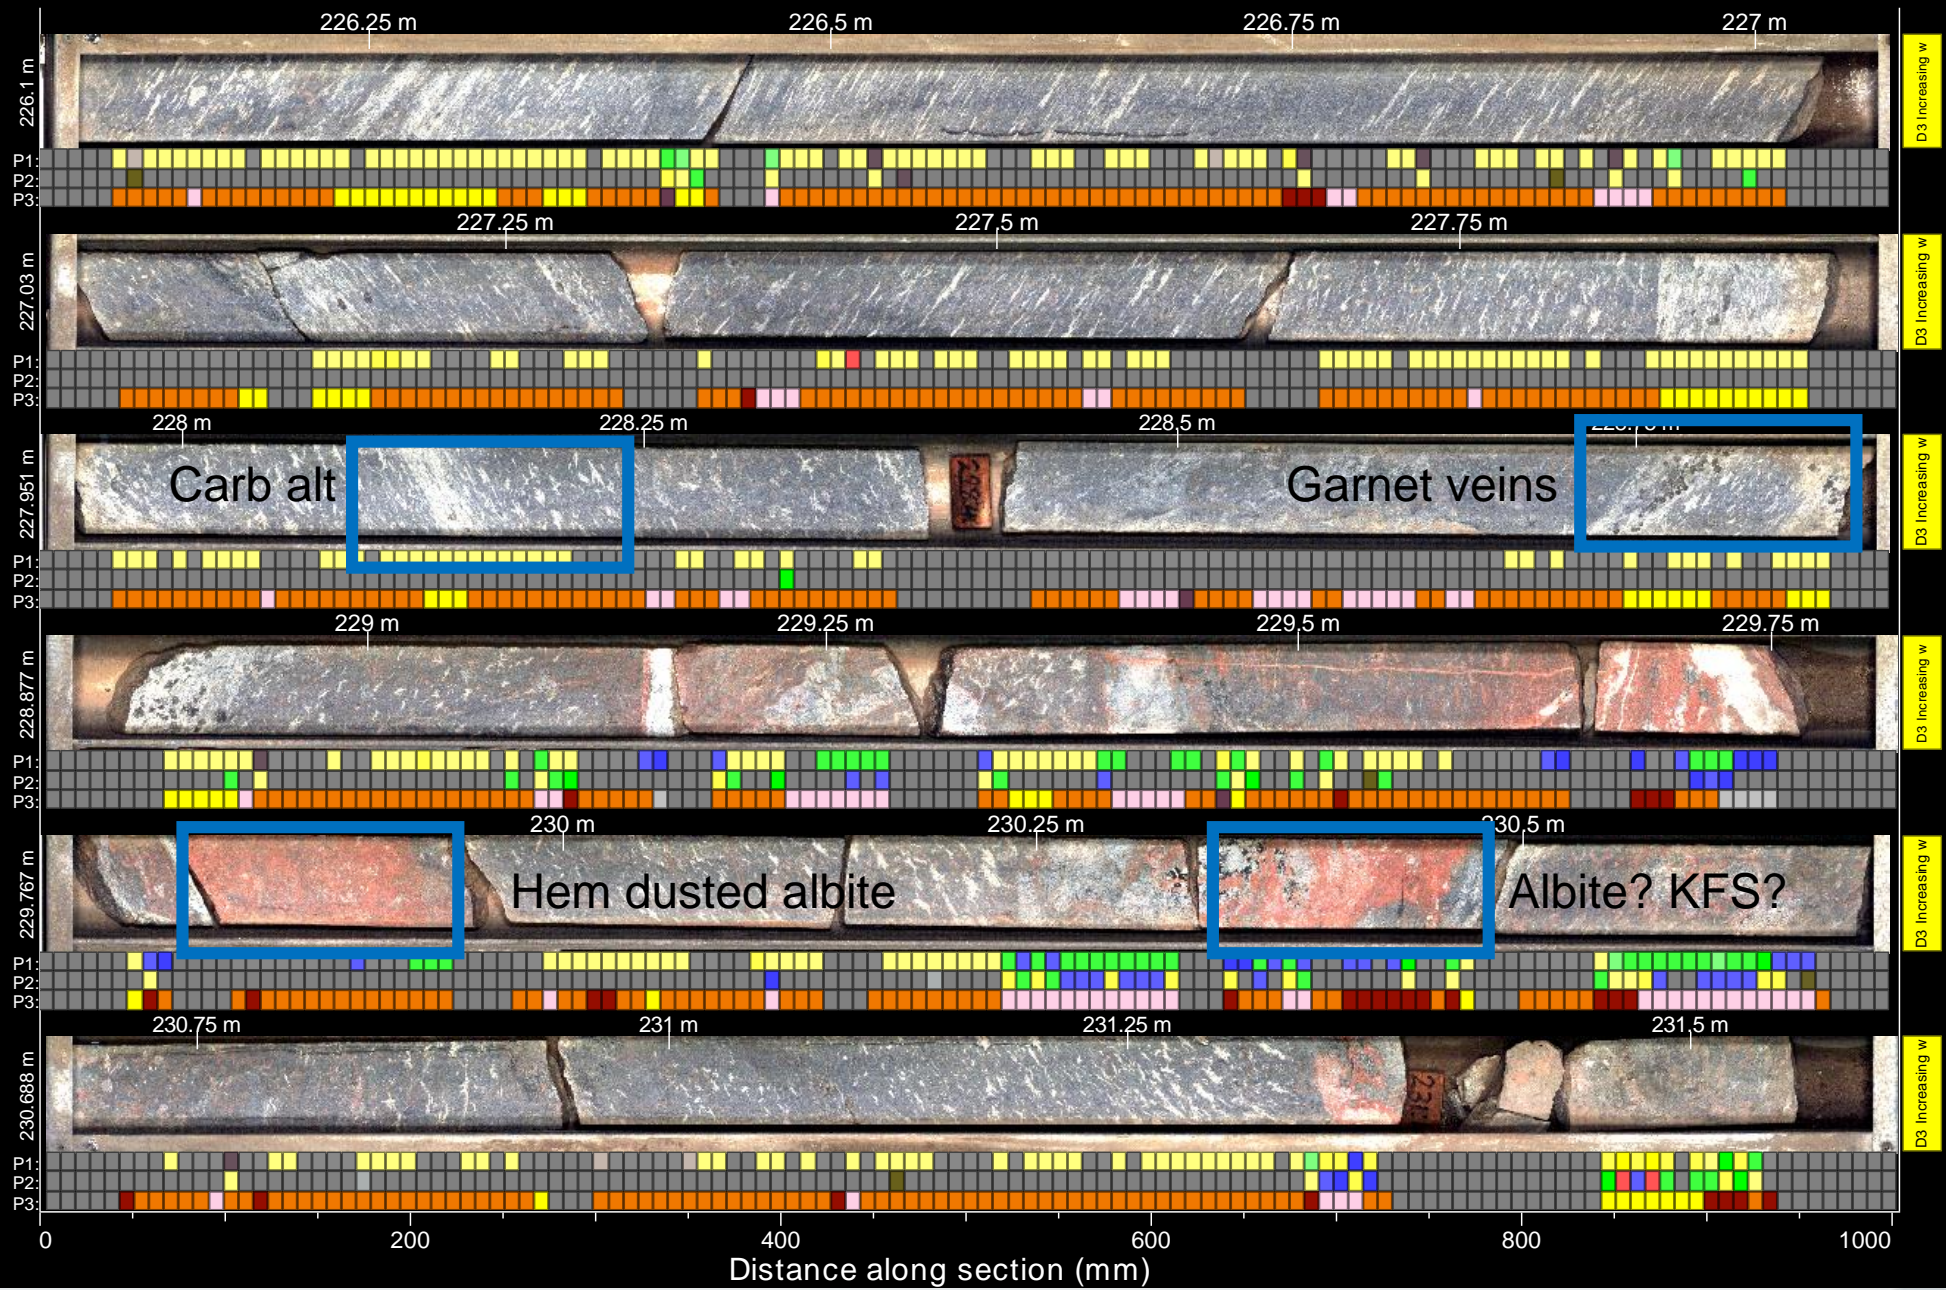 226.25 m 226.5 m 226.75 m 227 m
226.1 m
D3 Increasing w
P1:
P2:
P3:
227.25 m 227.5 m 227.75 m
227.03 m
D3 Increasing w
P1:
P2:
P3:
228 m 228.25 m 228.5 m
227.951 m
Carb alt
Garnet veins
D3 Increasing w
P1:
P2:
P3:
229 m 229.25 m 229.5 m 229.75 m
228.877 m
D3 Increasing w
P1:
P2:
P3:
230 m 230.25 m 230.5 m
229.767 m
Hem dusted albite
Albite? KFS?
D3 Increasing w
P1:
P2:
P3:
230.75 m 231 m 231.25 m 231.5 m
230.688 m
D3 Increasing w
P1:
P2:
P3:
0 200 400 600 800 1000
Distance along section (mm)